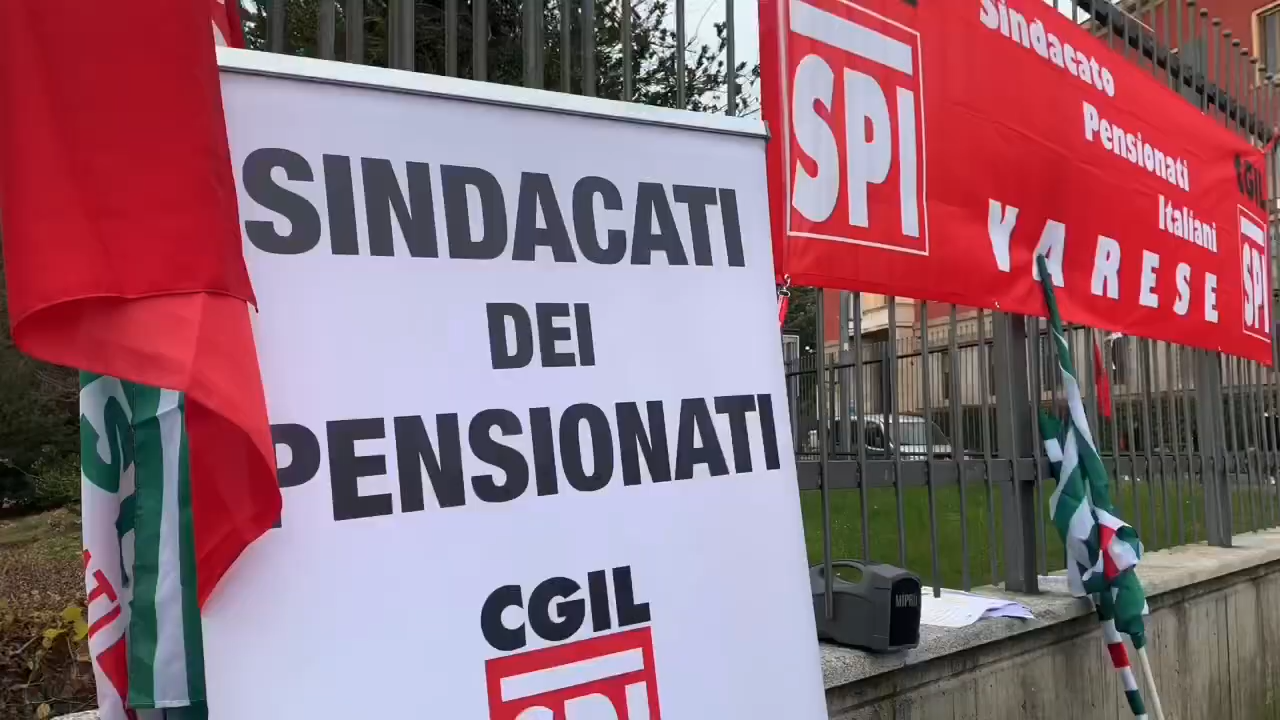 SINDACATI
DEI
PENSIONATI
CGIL
SPI
SPI
Sindacato
Pensionati
Italiani
VARESE
CGIL
SPI
MIPRO